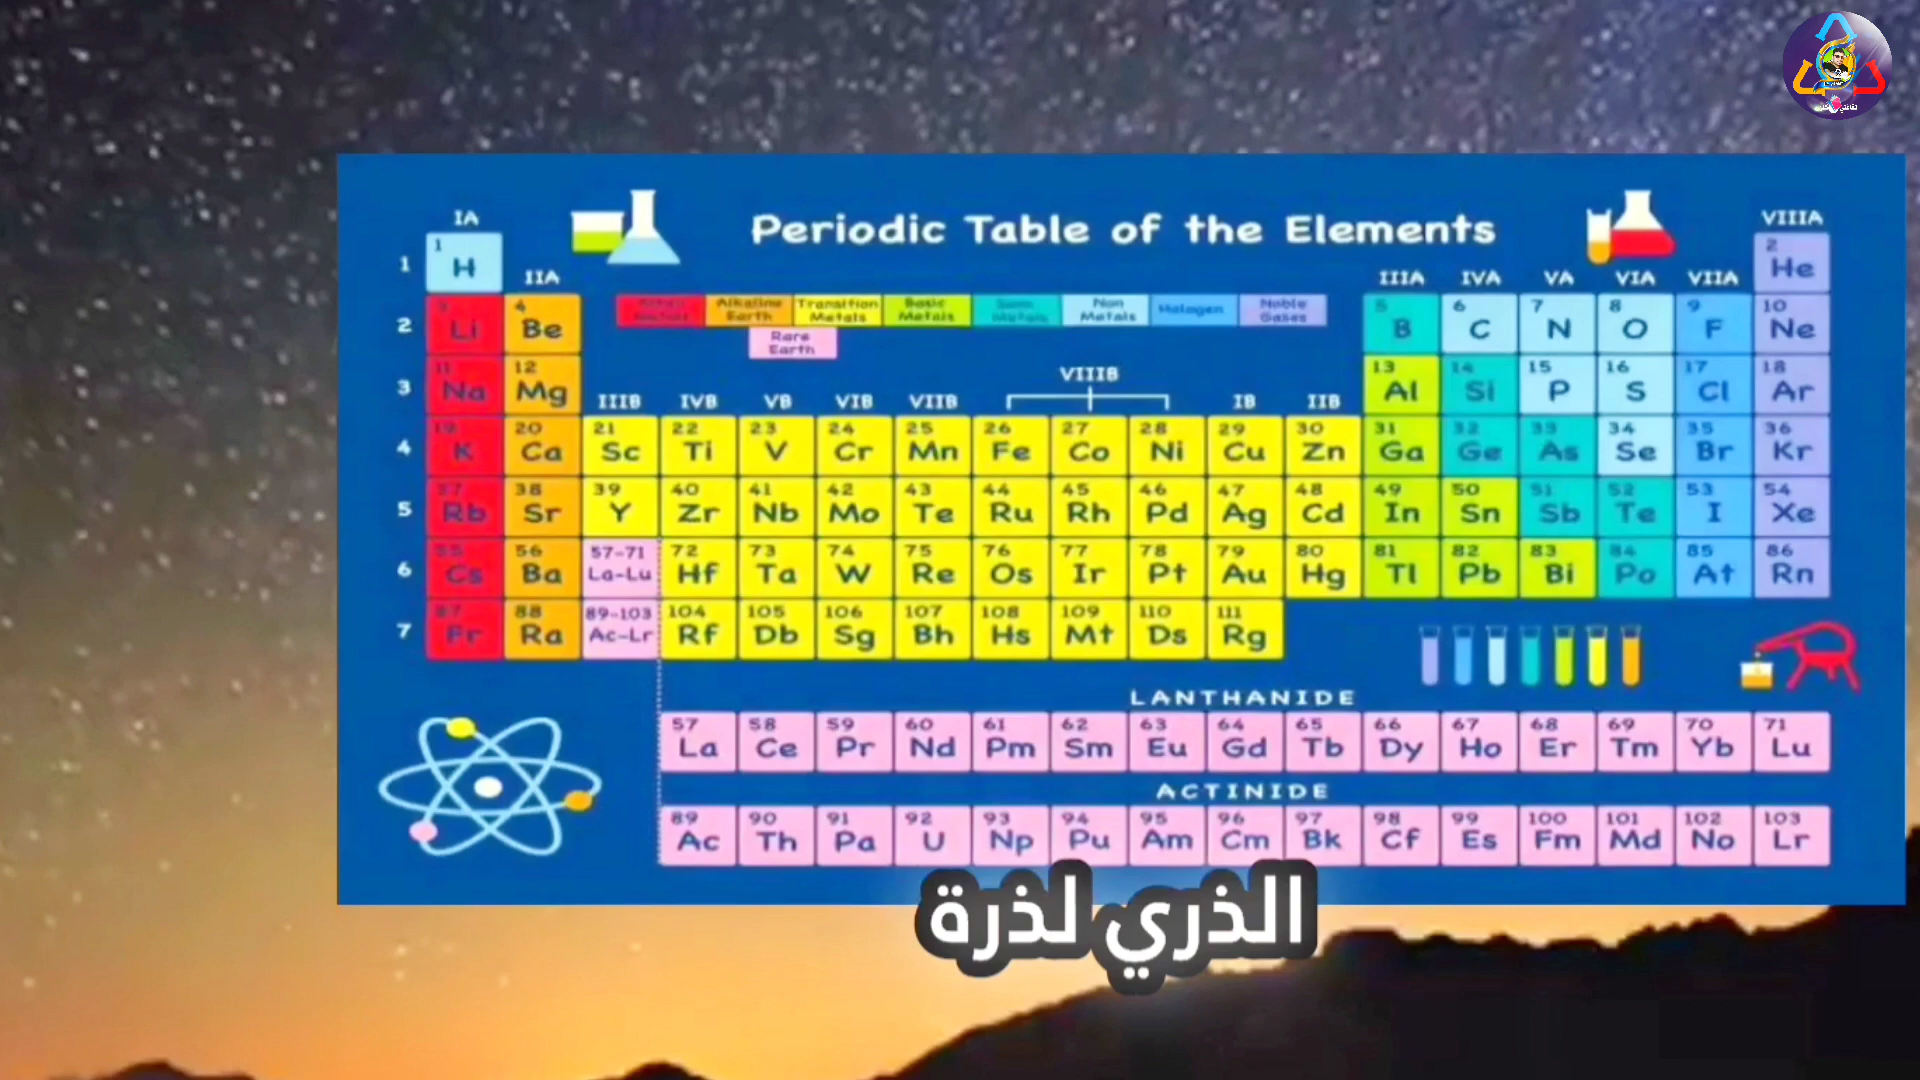 Periodic Table of the Elements
IA IIA IIIB IVB VB VIB VIIB VIIIB IB IIB IIIA IVA VA VIA VIIA VIIIA
Alkaline Earth
Transition Metals
Basic Metals
Non Metals
Halogen
Noble Gases
Rare Earth
1 1 H 2 He
2 3 Li 4 Be 5 B 6 C 7 N 8 O 9 F 10 Ne
3 11 Na 12 Mg 13 Al 14 Si 15 P 16 S 17 Cl 18 Ar
4 19 K 20 Ca 21 Sc 22 Ti 23 V 24 Cr 25 Mn 26 Fe 27 Co 28 Ni 29 Cu 30 Zn 31 Ga 32 Ge 33 As 34 Se 35 Br 36 Kr
5 37 Rb 38 Sr 39 Y 40 Zr 41 Nb 42 Mo 43 Te 44 Ru 45 Rh 46 Pd 47 Ag 48 Cd 49 In 50 Sn 51 Sb 52 Te 53 I 54 Xe
6 55 Cs 56 Ba 57-71 La-Lu 72 Hf 73 Ta 74 W 75 Re 76 Os 77 Ir 78 Pt 79 Au 80 Hg 81 Tl 82 Pb 83 Bi 84 Po 85 At 86 Rn
7 87 Fr 88 Ra 89-103 Ac-Lr 104 Rf 105 Db 106 Sg 107 Bh 108 Hs 109 Mt 110 Ds 111 Rg
LANTHANIDE
57 La 58 Ce 59 Pr 60 Nd 61 Pm 62 Sm 63 Eu 64 Gd 65 Tb 66 Dy 67 Ho 68 Er 69 Tm 70 Yb 71 Lu
ACTINIDE
89 Ac 90 Th 91 Pa 92 U 93 Np 94 Pu 95 Am 96 Cm 97 Bk 98 Cf 99 Es 100 Fm 101 Md 102 No 103 Lr
الذري لذرة